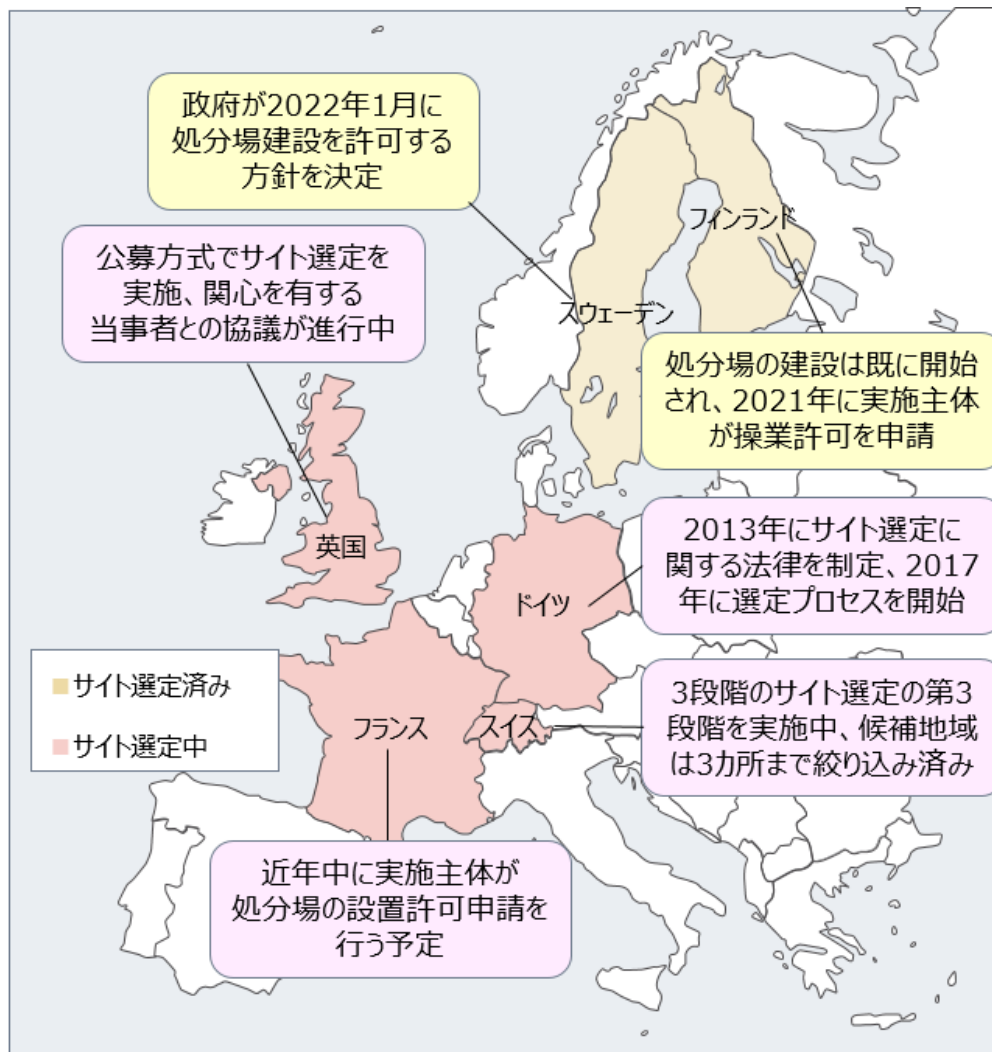 政府が2022年1月に
処分場建設を許可する
方針を決定
フィンランド
公募方式でサイト選定を
実施、関心を有する
当事者との協議が進行中
スウェーデン
処分場の建設は既に開始
され、2021年に実施主体
が操業許可を申請
英国
2013年にサイト選定に
関する法律を制定、2017
年に選定プロセスを開始
ドイツ
サイト選定済み
サイト選定中
フランス
スイス
3段階のサイト選定の第3
段階を実施中、候補地域
は3カ所まで絞り込み済み
近年中に実施主体が
処分場の設置許可申請を
行う予定